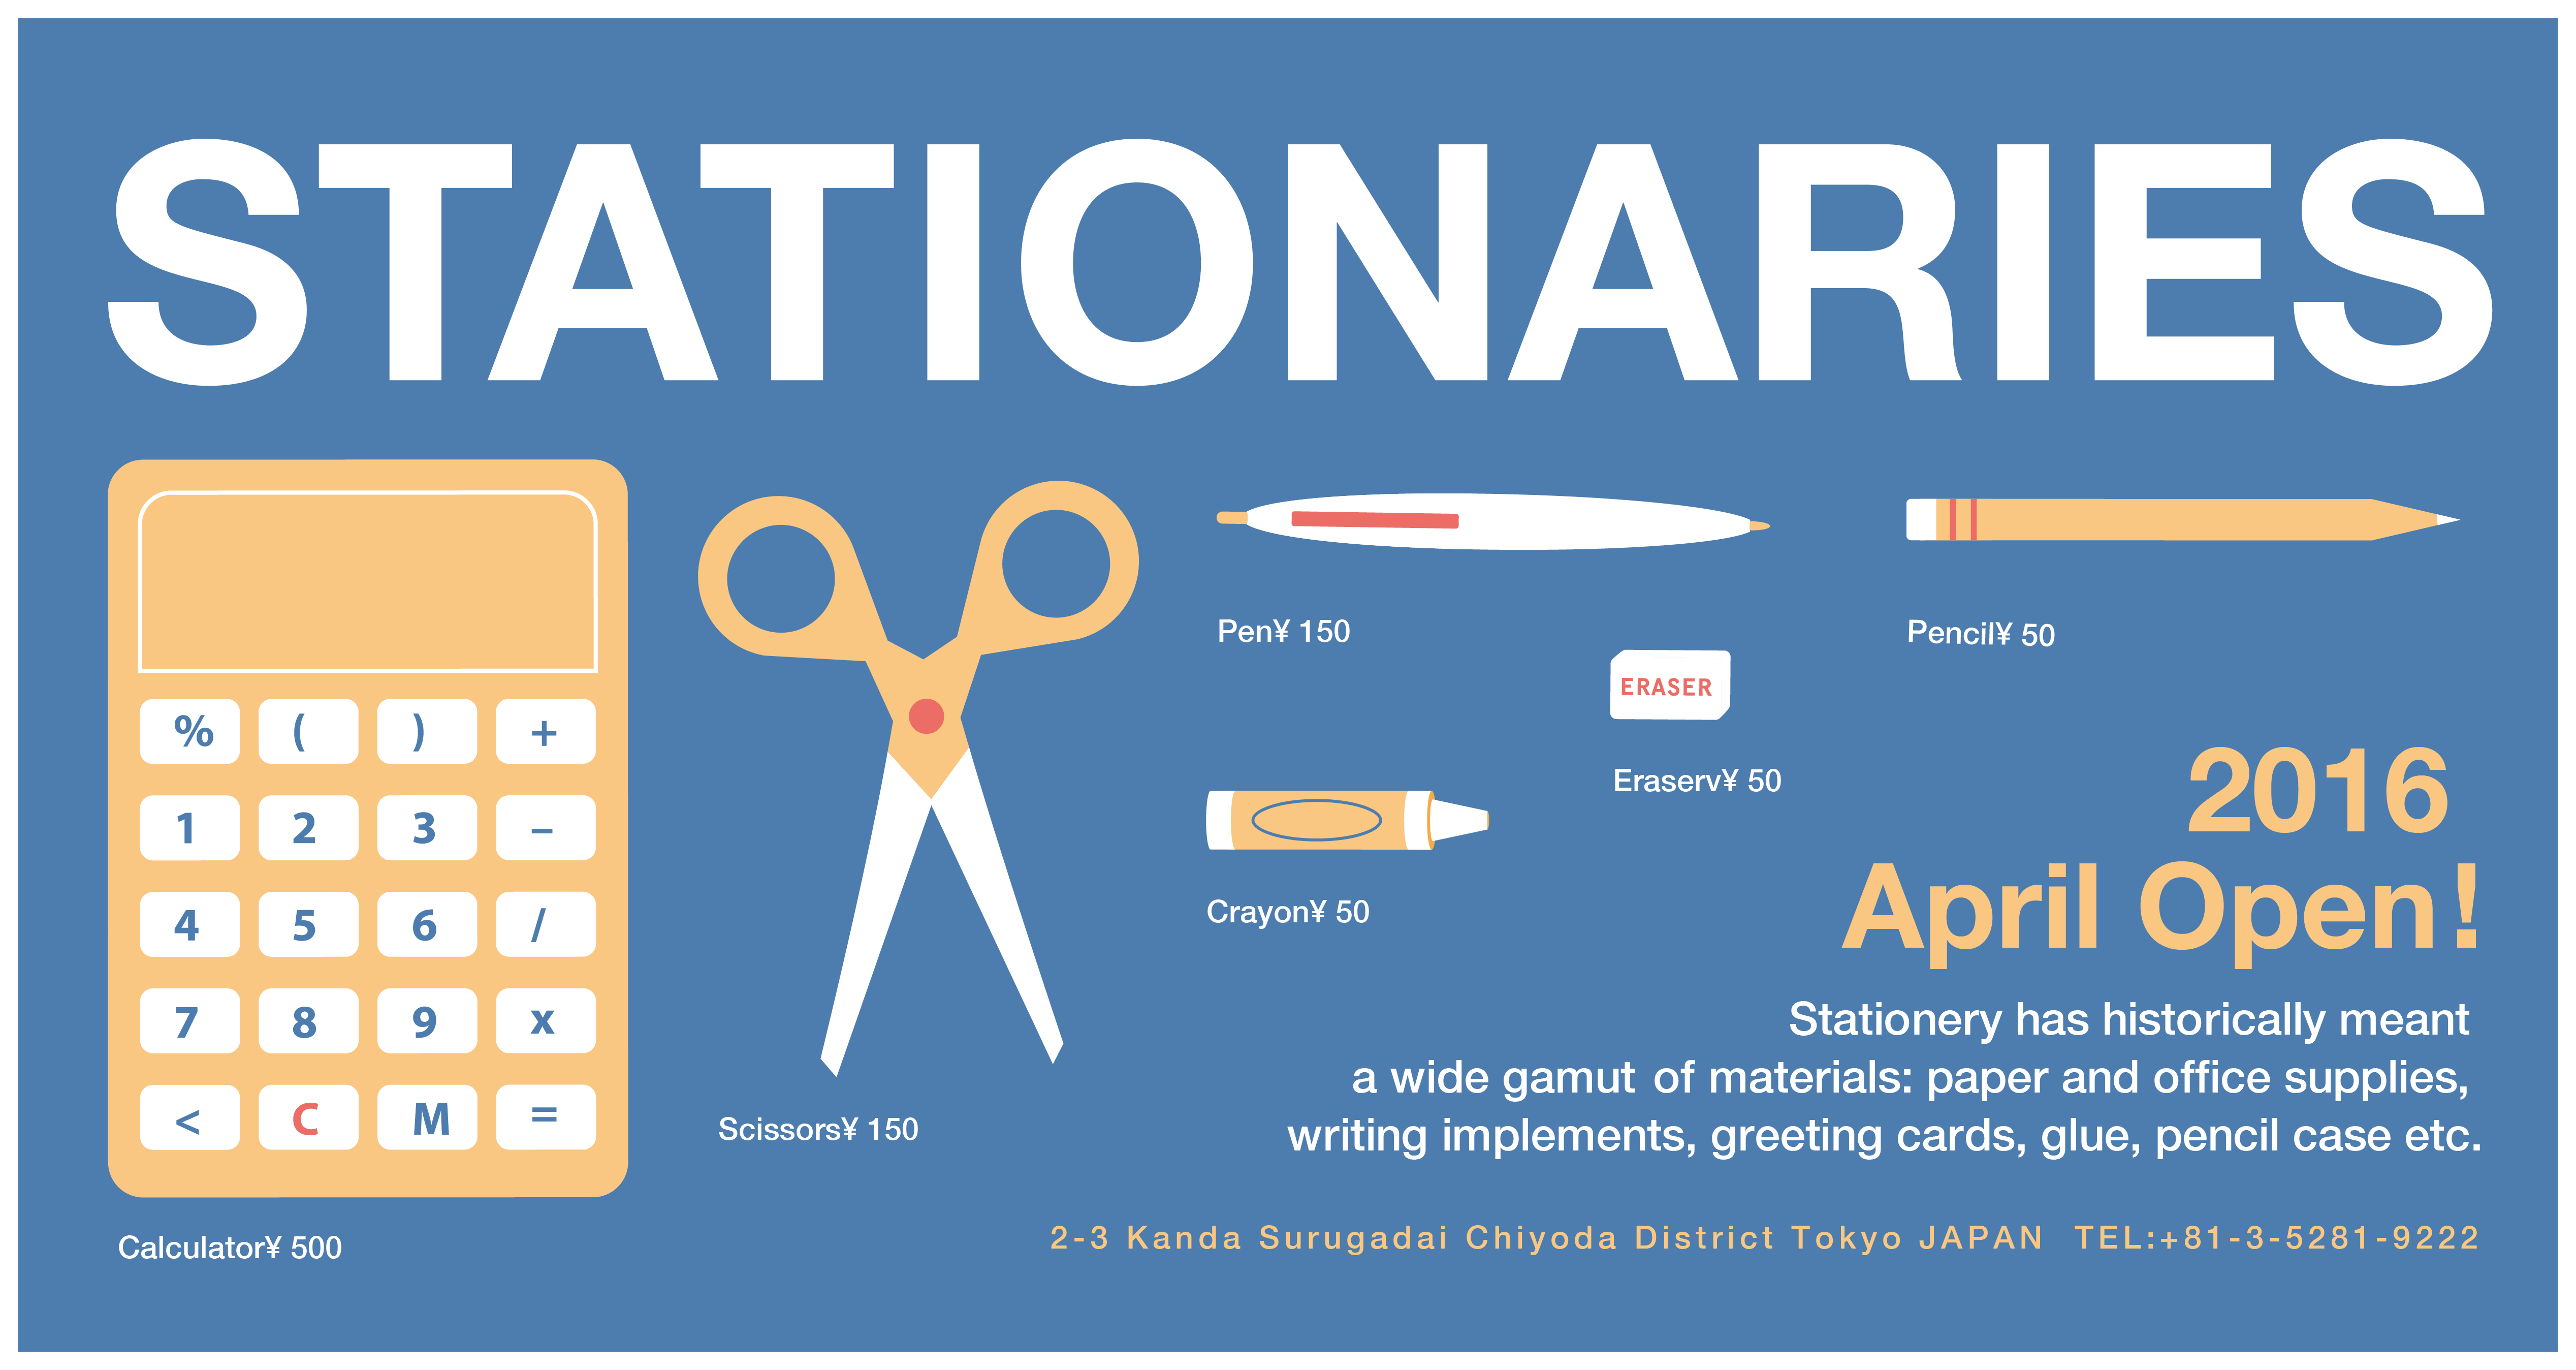 STATIONARIES
%
(
)
+
1
2
3
–
4
5
6
/
7
8
9
x
<
C
M
=
Calculator¥ 500
Scissors¥ 150
Pen¥ 150
Pencil¥ 50
ERASER
Eraserv¥ 50
Crayon¥ 50
2016
April Open!
Stationery has historically meant
a wide gamut of materials: paper and office supplies,
writing implements, greeting cards, glue, pencil case etc.
2-3 Kanda Surugadai Chiyoda District Tokyo JAPAN TEL:+81-3-5281-9222